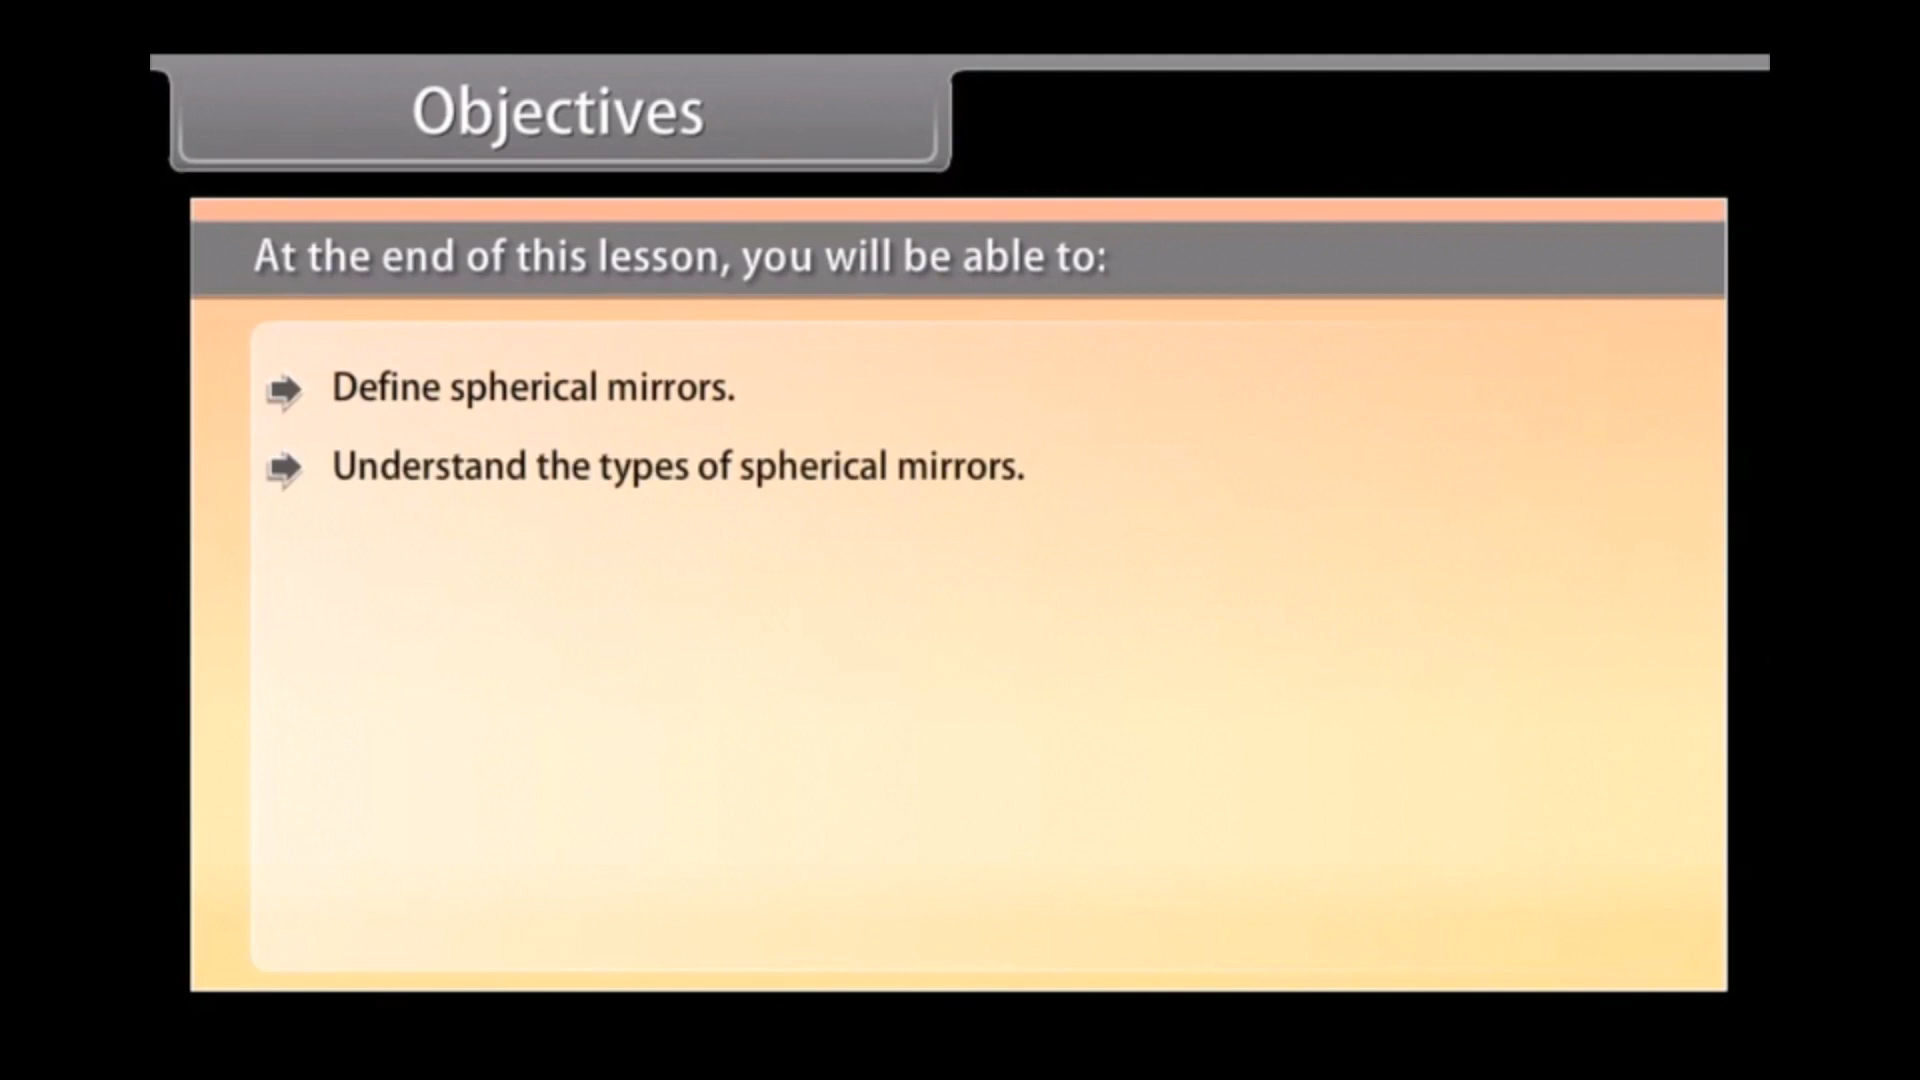 Objectives
At the end of this lesson, you will be able to:
Define spherical mirrors.
Understand the types of spherical mirrors.